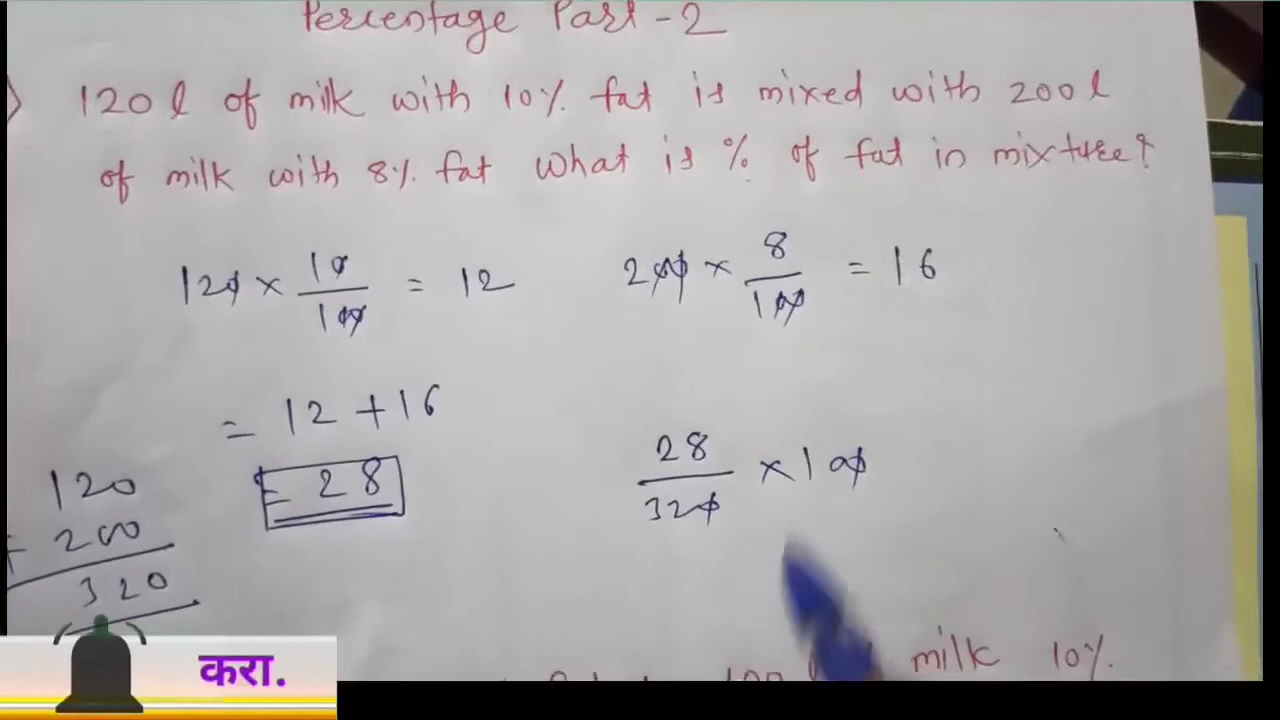 Percentage Part - 2
120 l of milk with 10% fat is mixed with 200 l
of milk with 8% fat what is % of fat in mixture?
120 × 10/100 = 12
200 × 8/100 = 16
= 12 + 16
= 28
120
+ 200
320
28/320 × 100
milk 10%
करा.